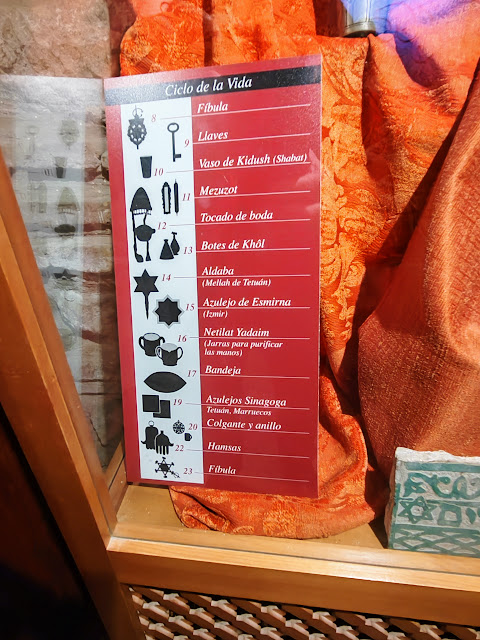 Ciclo de la Vida
8 Fíbula
9 Llaves
10 Vaso de Kidush (Shabat)
11 Mezuzot
12 Tocado de boda
13 Botes de Khôl
14 Aldaba
(Mellah de Tetuán)
15 Azulejo de Esmirna
(Izmir)
16 Netilat Yadaim
(Jarras para purificar
las manos)
17 Bandeja
19 Azulejos Sinagoga
Tetuán, Marruecos
20 Colgante y anillo
22 Hamsas
23 Fíbula